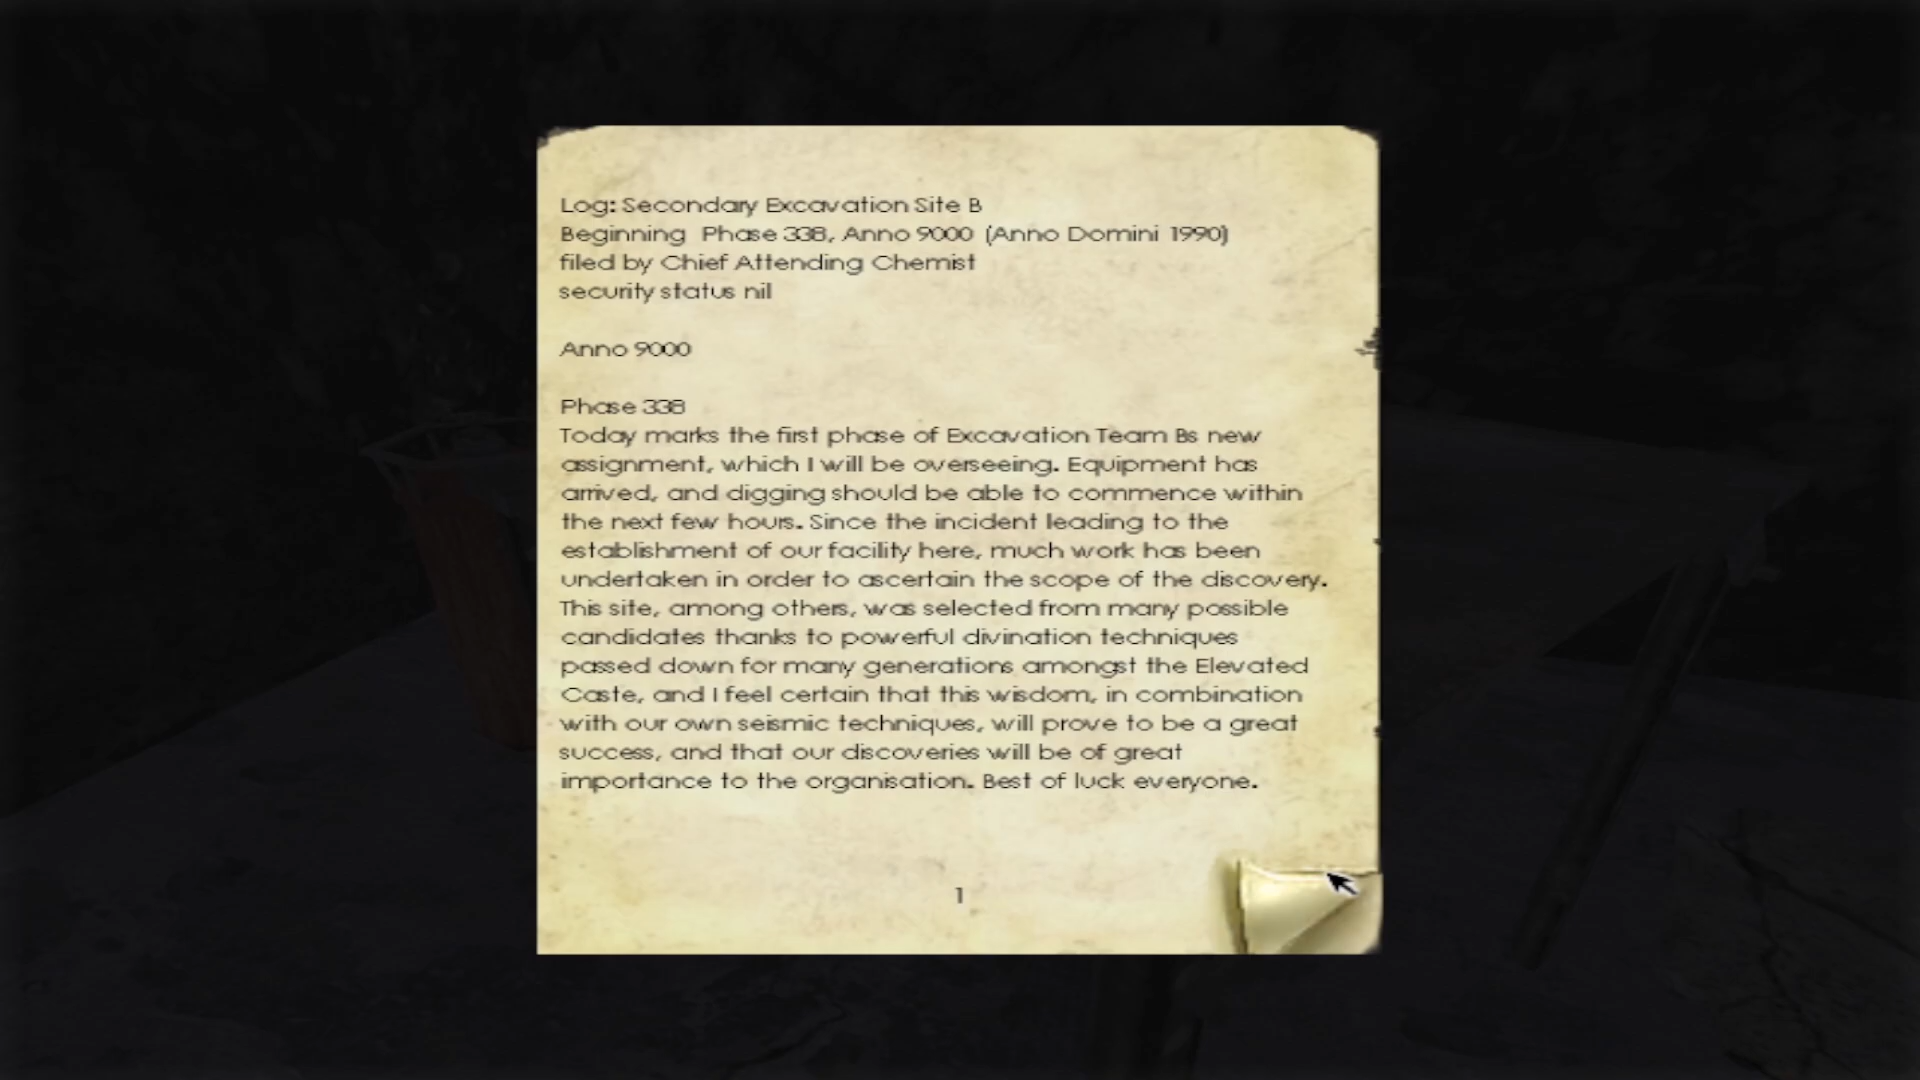 Log: Secondary Excavation Site B
Beginning  Phase 338, Anno 9000 (Anno Domini 1990)
filed by Chief Attending Chemist
security status nil
Anno 9000
Phase 338
Today marks the first phase of Excavation Team Bs new
assignment, which I will be overseeing. Equipment has
arrived, and digging should be able to commence within
the next few hours. Since the incident leading to the
establishment of our facility here, much work has been
undertaken in order to ascertain the scope of the discovery.
This site, among others, was selected from many possible
candidates thanks to powerful divination techniques
passed down for many generations amongst the Elevated
Caste, and I feel certain that this wisdom, in combination
with our own seismic techniques, will prove to be a great
success, and that our discoveries will be of great
importance to the organisation. Best of luck everyone.
1